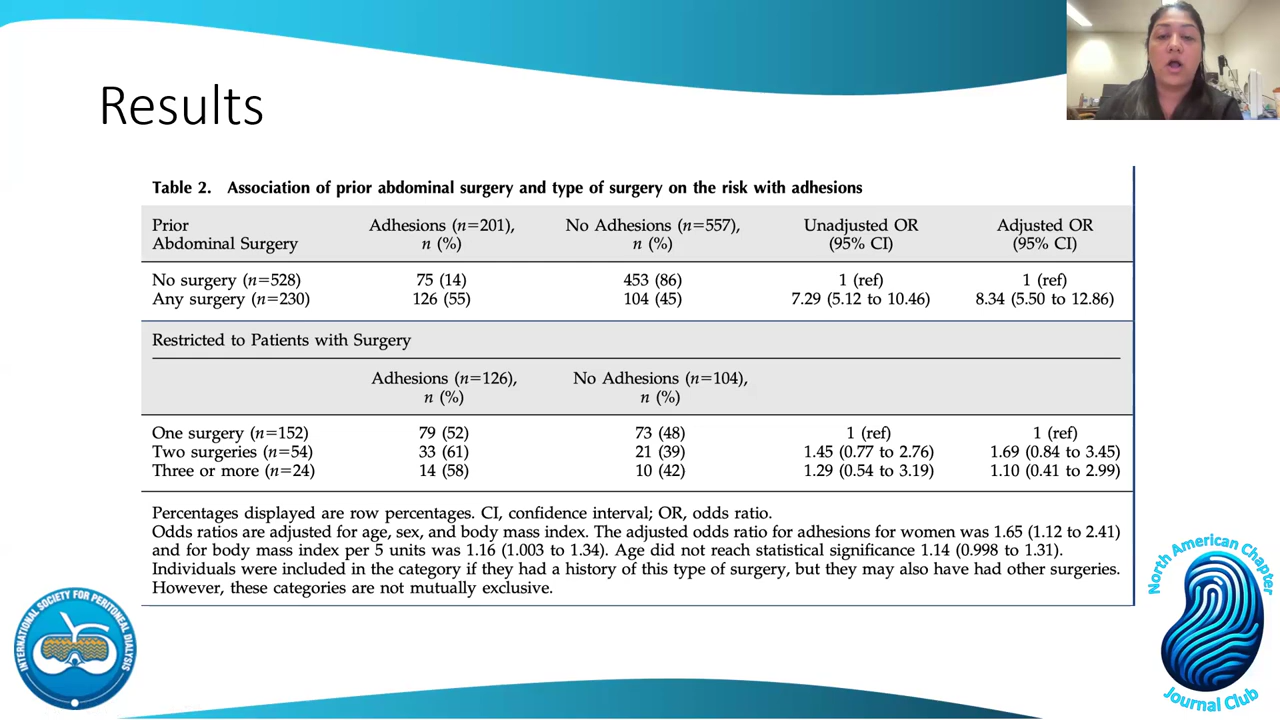 Results
Table 2. Association of prior abdominal surgery and type of surgery on the risk with adhesions
Prior Abdominal Surgery Adhesions (n=201), n (%) No Adhesions (n=557), n (%) Unadjusted OR (95% CI) Adjusted OR (95% CI)
No surgery (n=528) 75 (14) 453 (86) 1 (ref) 1 (ref)
Any surgery (n=230) 126 (55) 104 (45) 7.29 (5.12 to 10.46) 8.34 (5.50 to 12.86)
Restricted to Patients with Surgery
Adhesions (n=126), n (%) No Adhesions (n=104), n (%)
One surgery (n=152) 79 (52) 73 (48) 1 (ref) 1 (ref)
Two surgeries (n=54) 33 (61) 21 (39) 1.45 (0.77 to 2.76) 1.69 (0.84 to 3.45)
Three or more (n=24) 14 (58) 10 (42) 1.29 (0.54 to 3.19) 1.10 (0.41 to 2.99)
Percentages displayed are row percentages. CI, confidence interval; OR, odds ratio.
Odds ratios are adjusted for age, sex, and body mass index. The adjusted odds ratio for adhesions for women was 1.65 (1.12 to 2.41)
and for body mass index per 5 units was 1.16 (1.003 to 1.34). Age did not reach statistical significance 1.14 (0.998 to 1.31).
Individuals were included in the category if they had a history of this type of surgery, but they may also have had other surgeries.
However, these categories are not mutually exclusive.
INTERNATIONAL SOCIETY FOR PERITONEAL DIALYSIS
North American Chapter
Journal Club